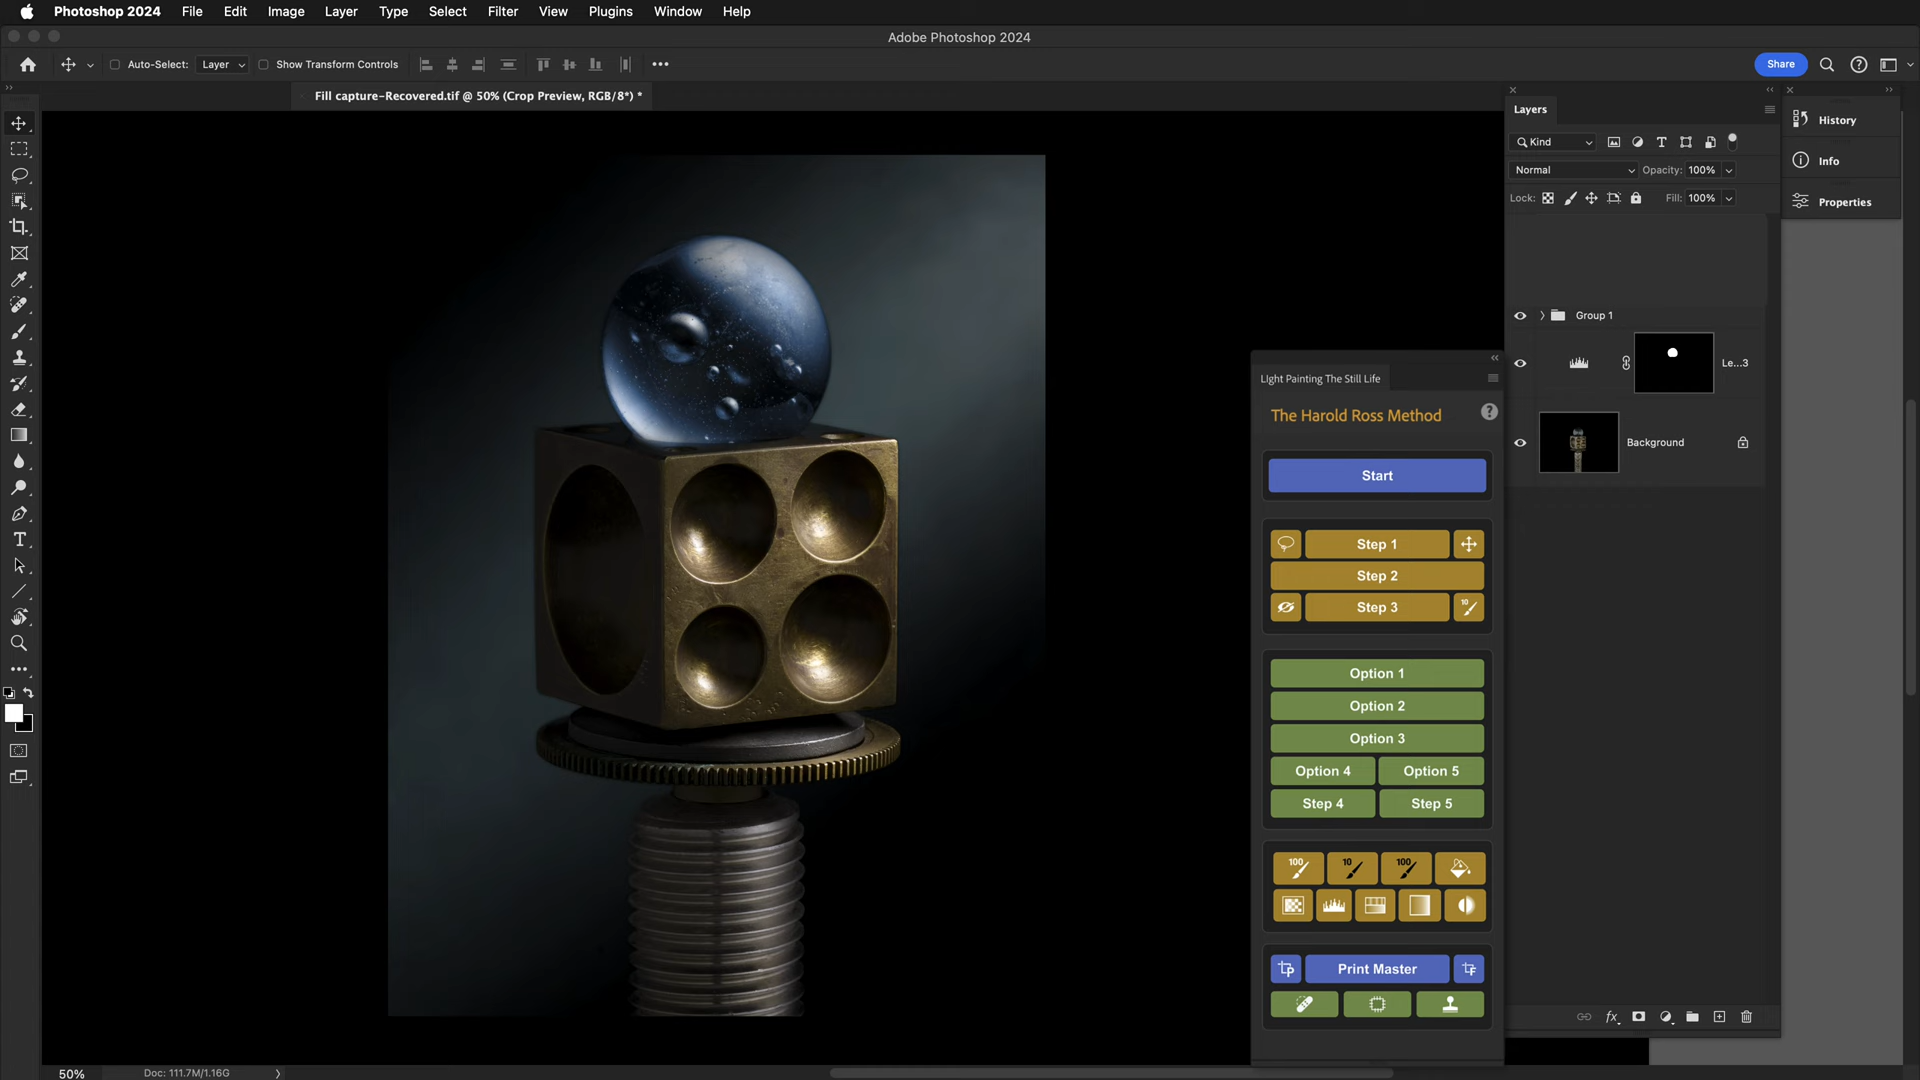 Photoshop 2024 File Edit Image Layer Type Select Filter View Plugins Window Help
Adobe Photoshop 2024
Auto-Select: Layer Show Transform Controls ••• Share
Fill capture-Recovered.tif @ 50% (Crop Preview, RGB/8*) *
Layers
Kind
Normal Opacity: 100%
Lock: Fill: 100%
Group 1
Le...3
Background
History
Info
Properties
Light Painting The Still Life
The Harold Ross Method
Start
Step 1
Step 2
Step 3 10
Option 1
Option 2
Option 3
Option 4 Option 5
Step 4 Step 5
100 10 100
P Print Master F
fx
50% Doc: 111.7M/1.16G